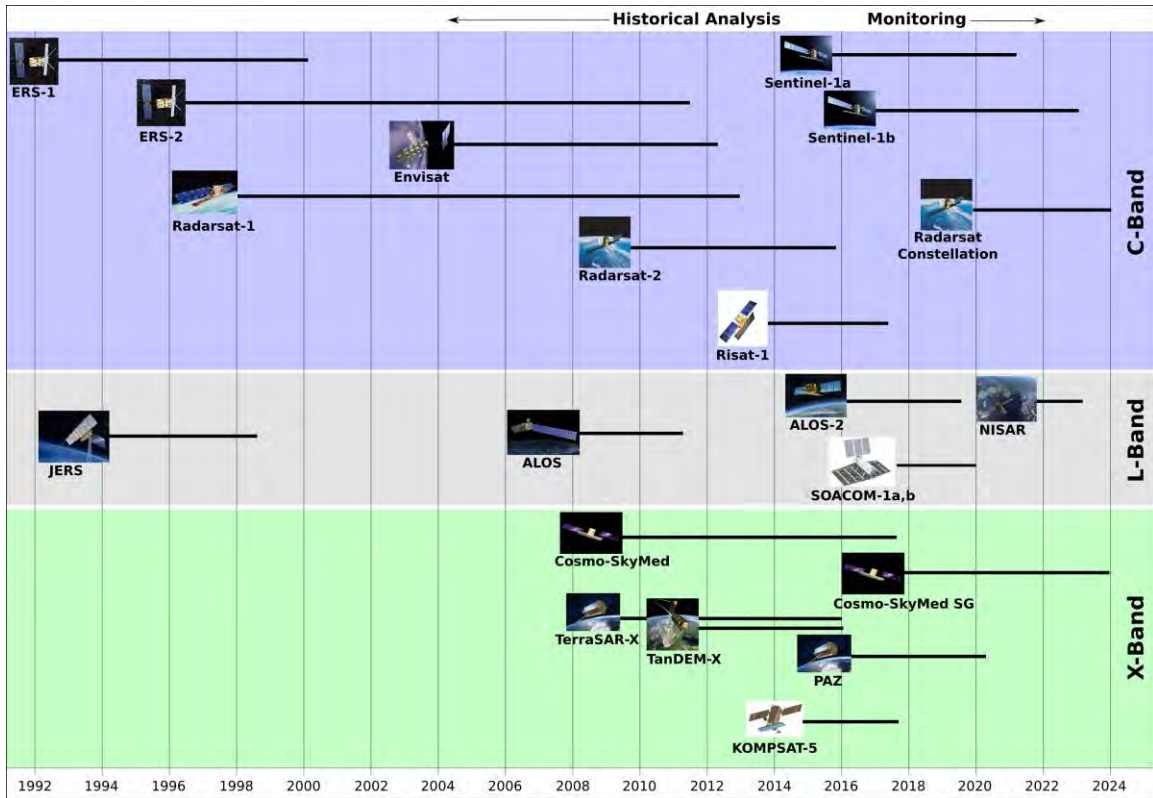 Historical Analysis
Monitoring
ERS-1
Sentinel-1a
ERS-2
Sentinel-1b
Envisat
Radarsat-1
Radarsat
Constellation
Radarsat-2
Risat-1
C-Band
ALOS-2
NISAR
JERS
ALOS
SOACOM-1a,b
L-Band
Cosmo-SkyMed
Cosmo-SkyMed SG
TerraSAR-X
TanDEM-X
PAZ
KOMPSAT-5
X-Band
1992 1994 1996 1998 2000 2002 2004 2006 2008 2010 2012 2014 2016 2018 2020 2022 2024